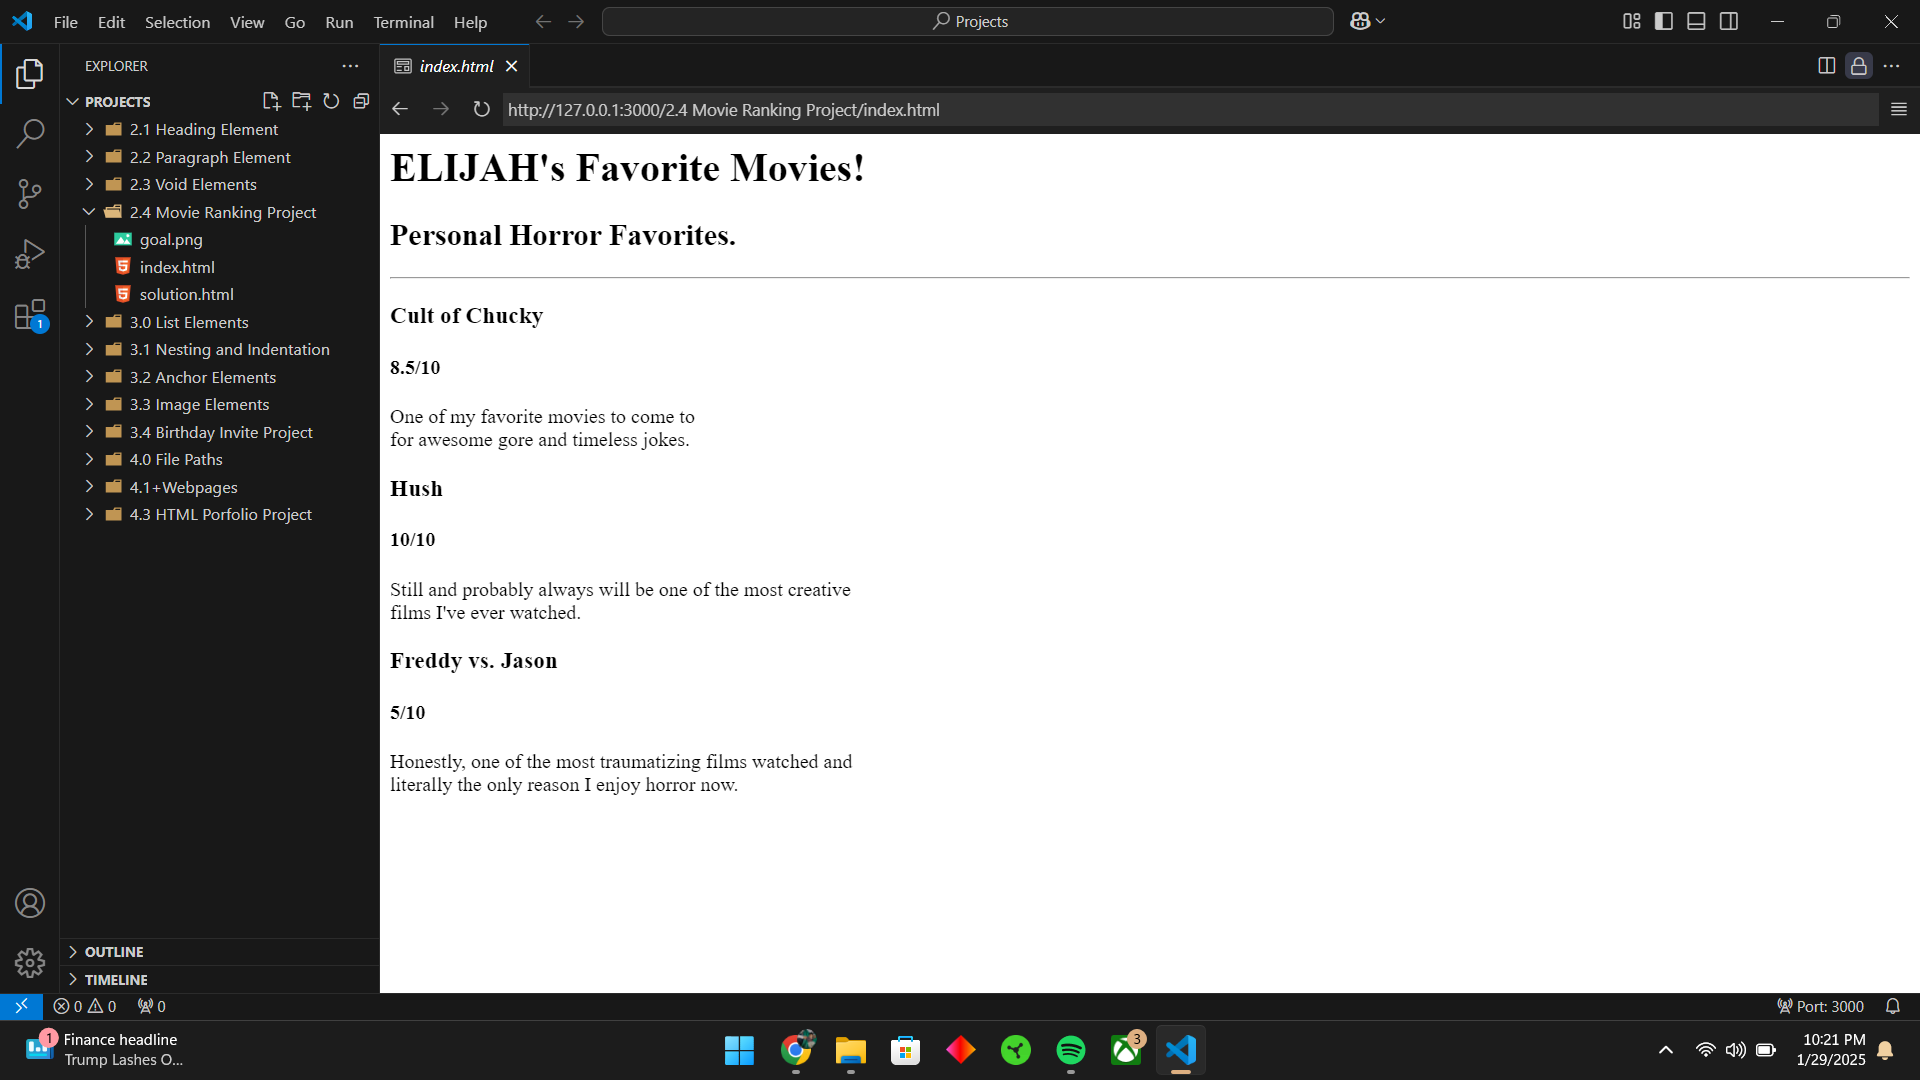 File Edit Selection View Go Run Terminal Help
Projects
EXPLORER
PROJECTS
2.1 Heading Element
2.2 Paragraph Element
2.3 Void Elements
2.4 Movie Ranking Project
goal.png
index.html
solution.html
3.0 List Elements
3.1 Nesting and Indentation
3.2 Anchor Elements
3.3 Image Elements
3.4 Birthday Invite Project
4.0 File Paths
4.1+Webpages
4.3 HTML Porfolio Project
OUTLINE
TIMELINE
1
index.html
http://127.0.0.1:3000/2.4 Movie Ranking Project/index.html
ELIJAH's Favorite Movies!
Personal Horror Favorites.
Cult of Chucky
8.5/10
One of my favorite movies to come to
for awesome gore and timeless jokes.
Hush
10/10
Still and probably always will be one of the most creative
films I've ever watched.
Freddy vs. Jason
5/10
Honestly, one of the most traumatizing films watched and
literally the only reason I enjoy horror now.
0 0 0
Port: 3000
1
Finance headline
Trump Lashes O...
3
10:21 PM
1/29/2025